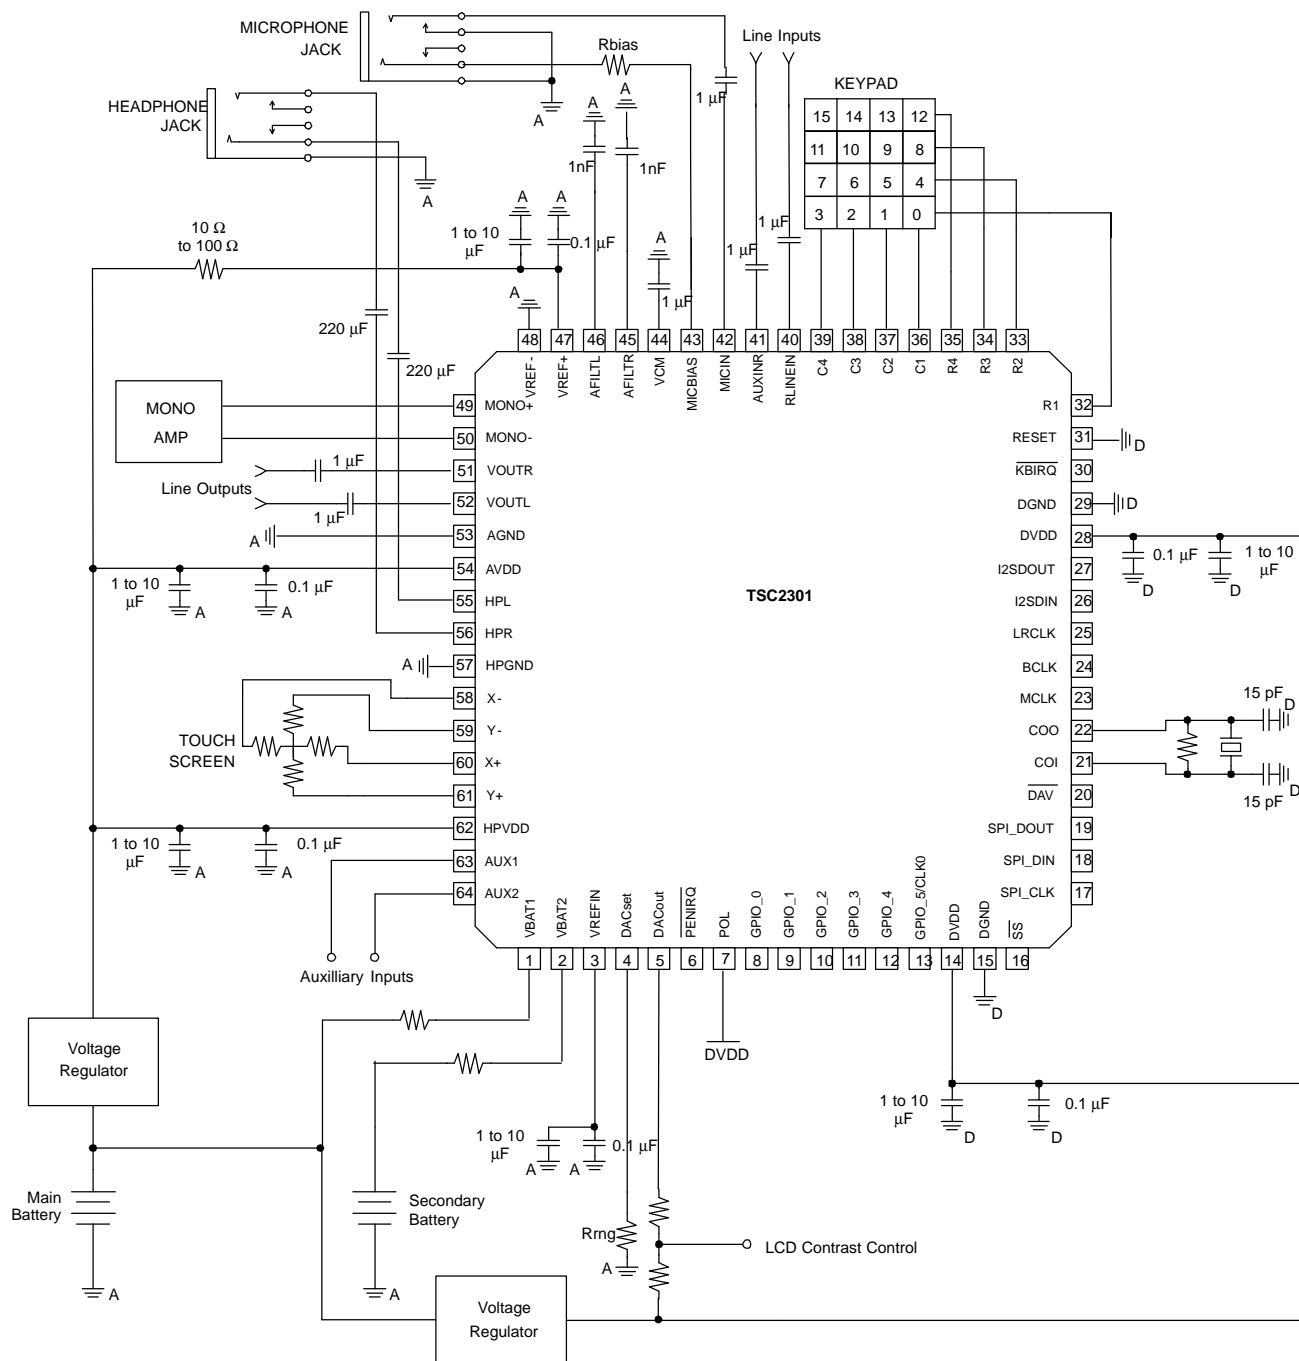 MICROPHONE
JACK
Rbias
Line Inputs
A
HEADPHONE
JACK
A
A
A
1 μF
KEYPAD
15 14 13 12
11 10 9 8
7 6 5 4
3 2 1 0
1nF
1nF
A
A
10 Ω
to 100 Ω
1 to 10
μF
0.1 μF
A
1 μF
1 μF
1 μF
A
220 μF
220 μF
48 47 46 45 44 43 42 41 40 39 38 37 36 35 34 33
VREF-
VREF+
AFILTL
AFILTR
VCM
MICBIAS
MICIN
AUXINR
RLINEIN
C4
C3
C2
C1
R4
R3
R2
MONO
AMP
49 MONO+
50 MONO-
51 VOUTR
52 VOUTL
53 AGND
54 AVDD
55 HPL
56 HPR
57 HPGND
58 X-
59 Y-
60 X+
61 Y+
62 HPVDD
63 AUX1
64 AUX2
1 μF
Line Outputs
1 μF
A
1 to 10
μF
A
0.1 μF
A
A
TOUCH
SCREEN
1 to 10
μF
A
0.1 μF
A
Auxilliary Inputs
TSC2301
R1 32
RESET 31 D
KBIRQ 30
DGND 29 D
DVDD 28
I2SDOUT 27
I2SDIN 26
LRCLK 25
BCLK 24
MCLK 23
COO 22
COI 21
DAV 20
SPI_DOUT 19
SPI_DIN 18
SPI_CLK 17
0.1 μF
D
1 to 10
μF
D
15 pF
D
15 pF
D
VBAT1
VBAT2
VREFIN
DACset
DACout
PENIRQ
POL
GPIO_0
GPIO_1
GPIO_2
GPIO_3
GPIO_4
GPIO_5/CLK0
DVDD
DGND
SS
1 2 3 4 5 6 7 8 9 10 11 12 13 14 15 16
D
DVDD
Voltage
Regulator
1 to 10
μF
D
0.1 μF
D
1 to 10
μF
A
0.1 μF
A
Main
Battery
A
Secondary
Battery
A
Rrng
A
LCD Contrast Control
Voltage
Regulator